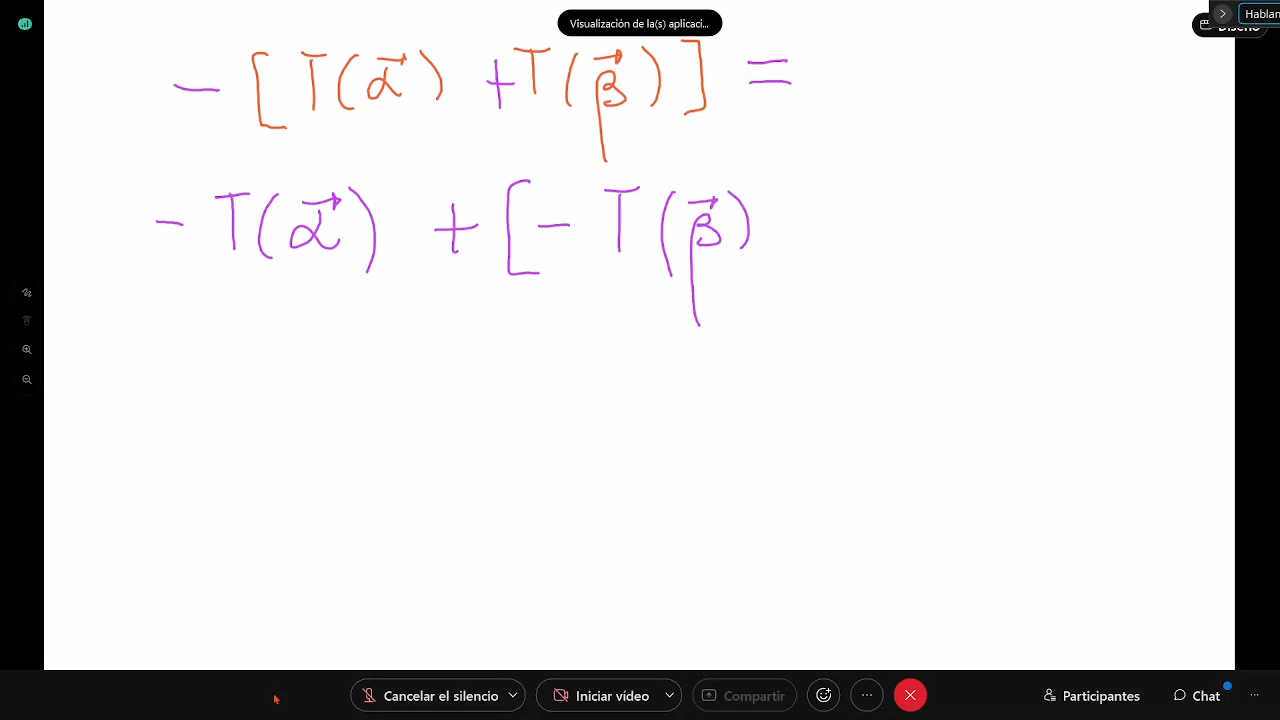 Visualización de la(s) aplicaci...
Hablan
Diseño
- [ T(α⃗) + T(β⃗) ] =
- T(α⃗) + [ - T(β⃗)
Cancelar el silencio
Iniciar vídeo
Compartir
Participantes
Chat